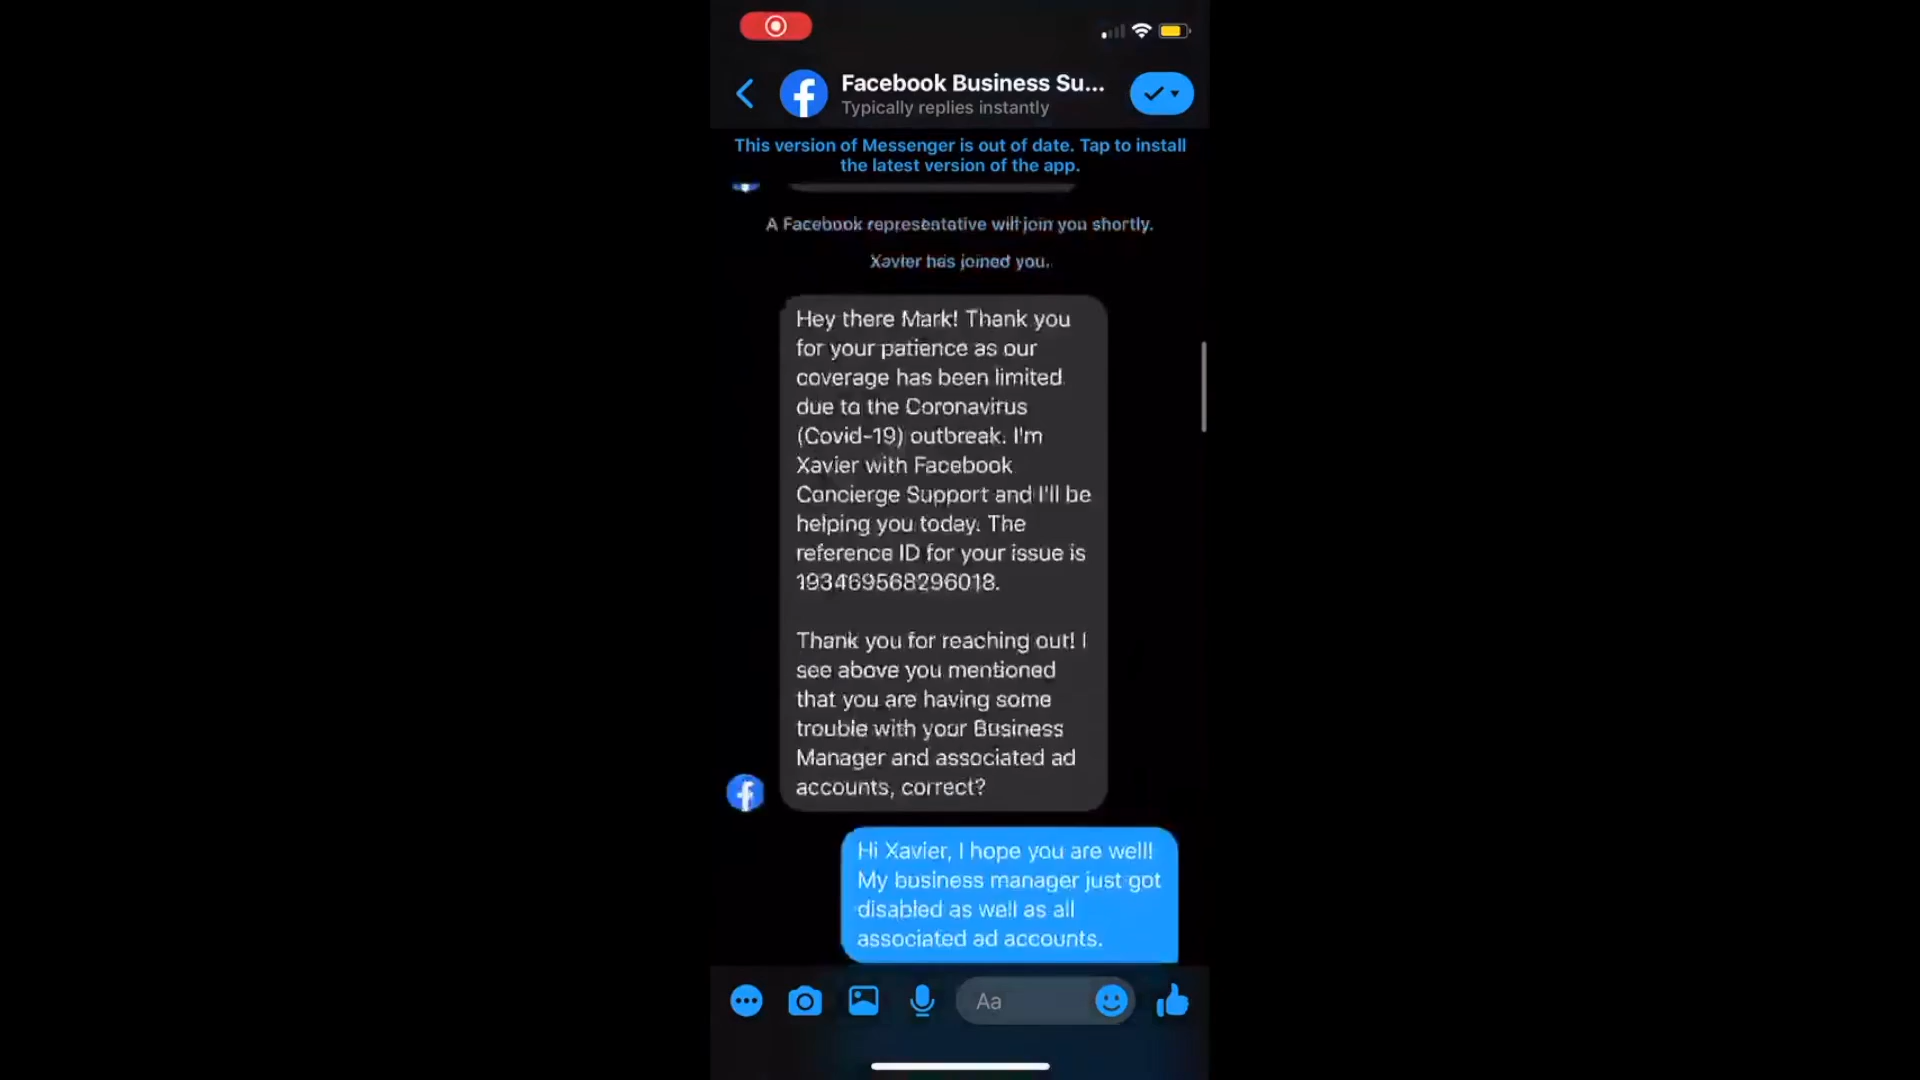 Facebook Business Su...
Typically replies instantly
This version of Messenger is out of date. Tap to install
the latest version of the app.
A Facebook representative will join you shortly.
Xavier has joined you.
Hey there Mark! Thank you
for your patience as our
coverage has been limited
due to the Coronavirus
(Covid-19) outbreak. I'm
Xavier with Facebook
Concierge Support and I'll be
helping you today. The
reference ID for your issue is
193469568296018.
Thank you for reaching out! I
see above you mentioned
that you are having some
trouble with your Business
Manager and associated ad
accounts, correct?
Hi Xavier, I hope you are well!
My business manager just got
disabled as well as all
associated ad accounts.
Aa